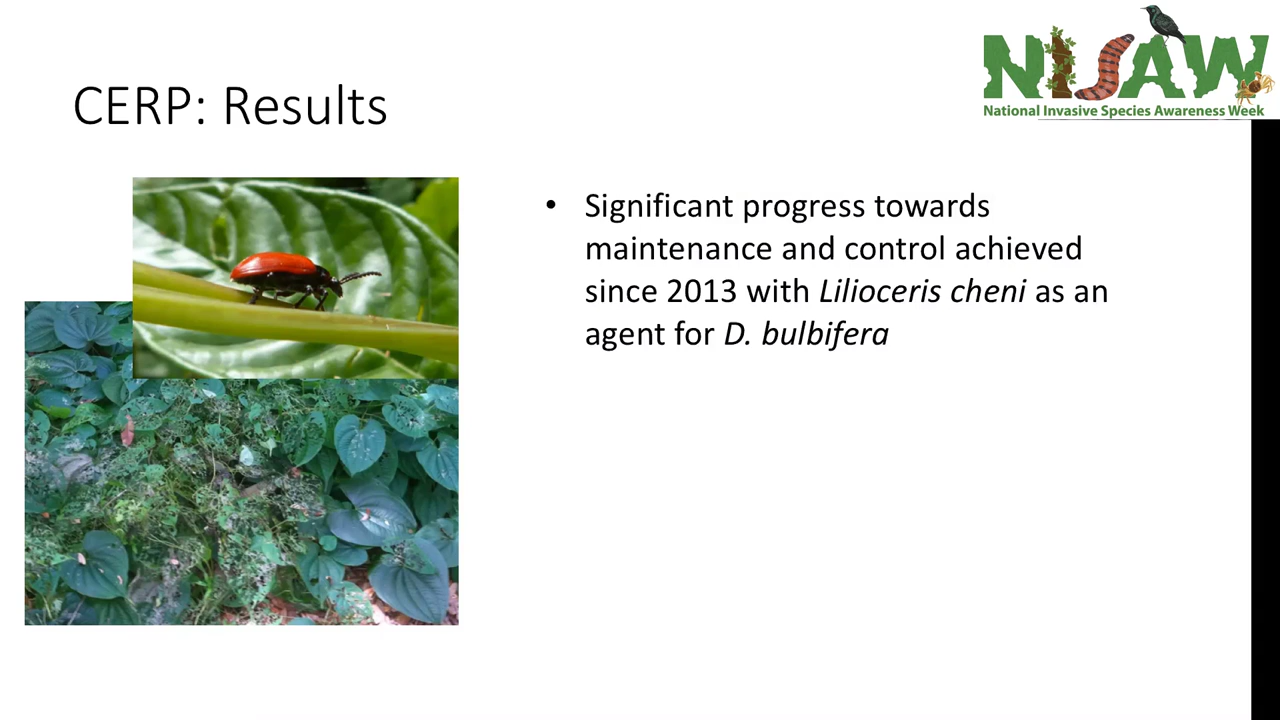 NISAW
National Invasive Species Awareness Week
CERP: Results
• Significant progress towards
maintenance and control achieved
since 2013 with Lilioceris cheni as an
agent for D. bulbifera